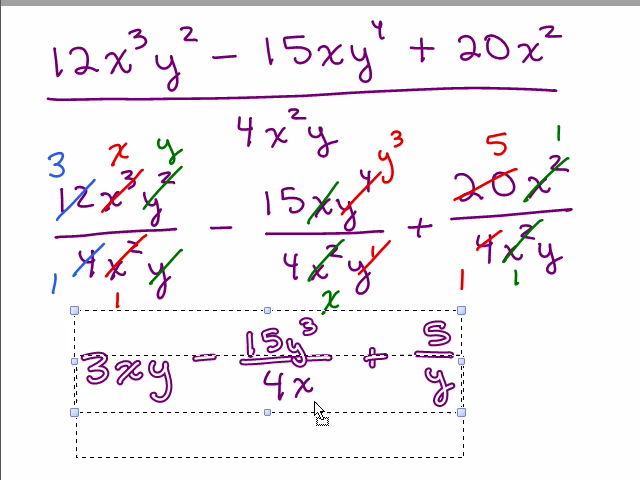 12x³y² − 15xy⁴ + 20x²
4x²y
3 x y y³ 5 1
12x³y² − 15xy⁴ + 20x²
4x²y 4x²y¹ 4x²y
1 1 x 1 1
3xy − 15y³ + 5
4x y